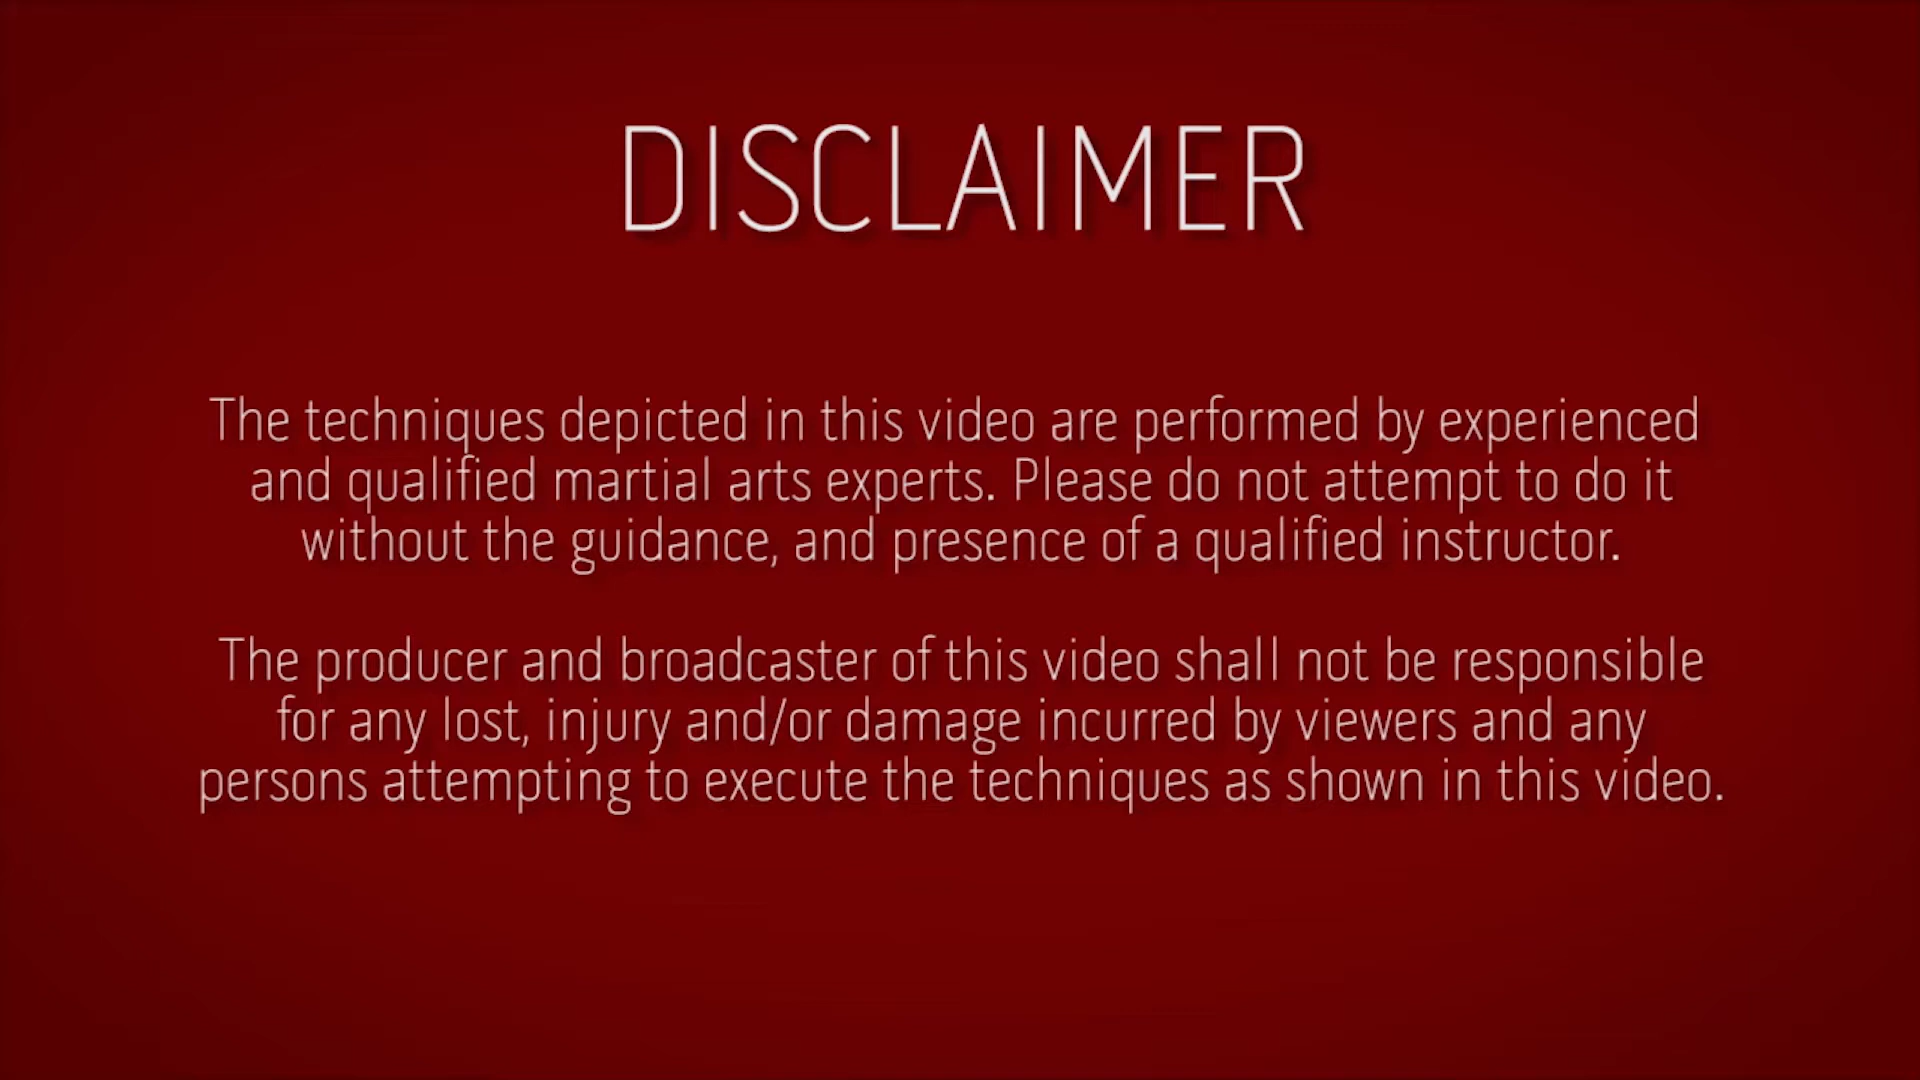 DISCLAIMER
The techniques depicted in this video are performed by experienced
and qualified martial arts experts. Please do not attempt to do it
without the guidance, and presence of a qualified instructor.
The producer and broadcaster of this video shall not be responsible
for any lost, injury and/or damage incurred by viewers and any
persons attempting to execute the techniques as shown in this video.